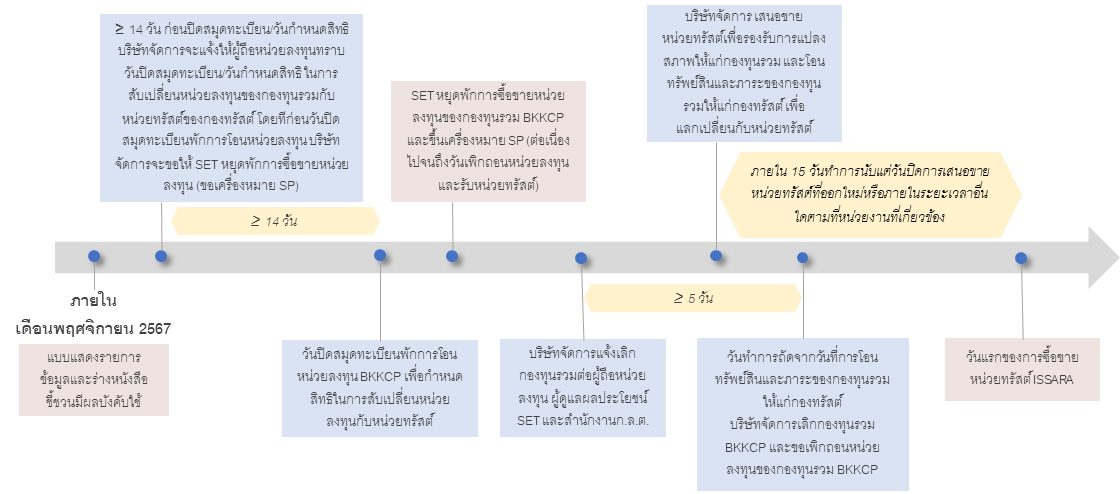 ≥ 14 วัน ก่อนปิดสมุดทะเบียน/วันกำหนดสิทธิ
บริษัทจัดการจะแจ้งให้ผู้ถือหน่วยลงทุนทราบ
วันปิดสมุดทะเบียน/วันกำหนดสิทธิ ในการ
สับเปลี่ยนหน่วยลงทุนของกองทุนรวมกับ
หน่วยทรัสต์ของกองทรัสต์ โดยที่ก่อนวันปิด
สมุดทะเบียนพักการโอนหน่วยลงทุน บริษัท
จัดการจะขอให้ SET หยุดพักการซื้อขายหน่วย
ลงทุน (ขอเครื่องหมาย SP)
SET หยุดพักการซื้อขายหน่วย
ลงทุนของกองทุนรวม BKKCP
และขึ้นเครื่องหมาย SP (ต่อเนื่อง
ไปจนถึงวันเพิกถอนหน่วยลงทุน
และรับหน่วยทรัสต์)
บริษัทจัดการ เสนอขาย
หน่วยทรัสต์เพื่อรองรับการแปลง
สภาพให้แก่กองทุนรวม และโอน
ทรัพย์สินและภาระของกองทุน
รวมให้แก่กองทรัสต์ เพื่อ
แลกเปลี่ยนกับหน่วยทรัสต์
ภายใน 15 วันทำการนับแต่วันปิดการเสนอขาย
หน่วยทรัสต์ที่ออกใหม่หรือภายในระยะเวลาอื่น
ใดตามที่หน่วยงานที่เกี่ยวข้อง
≥ 14 วัน
≥ 5 วัน
ภายใน
เดือนพฤศจิกายน 2567
แบบแสดงรายการ
ข้อมูลและร่างหนังสือ
ชี้ชวนมีผลบังคับใช้
วันปิดสมุดทะเบียนพักการโอน
หน่วยลงทุน BKKCP เพื่อกำหนด
สิทธิในการสับเปลี่ยนหน่วย
ลงทุนกับหน่วยทรัสต์
บริษัทจัดการแจ้งเลิก
กองทุนรวมต่อผู้ถือหน่วย
ลงทุน ผู้ดูแลผลประโยชน์
SET และสำนักงานก.ล.ต.
วันทำการถัดจากวันที่การโอน
ทรัพย์สินและภาระของกองทุนรวม
ให้แก่กองทรัสต์
บริษัทจัดการเลิกกองทุนรวม
BKKCP และขอเพิกถอนหน่วย
ลงทุนของกองทุนรวม BKKCP
วันแรกของการซื้อขาย
หน่วยทรัสต์ ISSARA